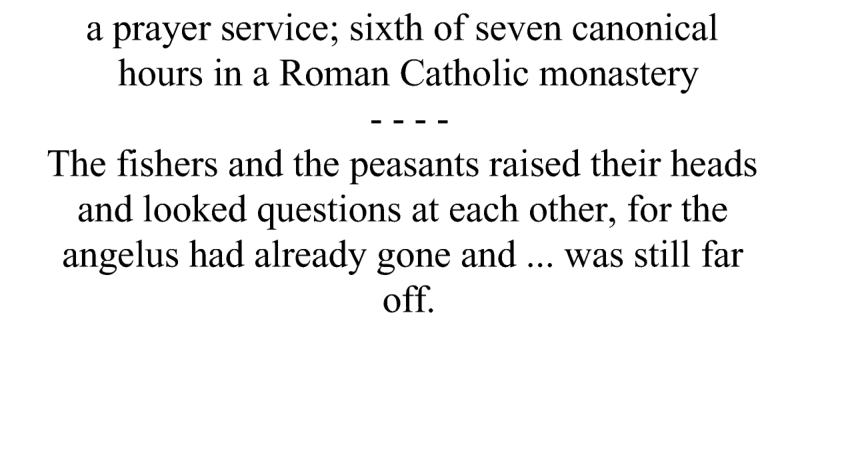 a prayer service; sixth of seven canonical
hours in a Roman Catholic monastery
- - - -
The fishers and the peasants raised their heads
and looked questions at each other, for the
angelus had already gone and ... was still far
off.